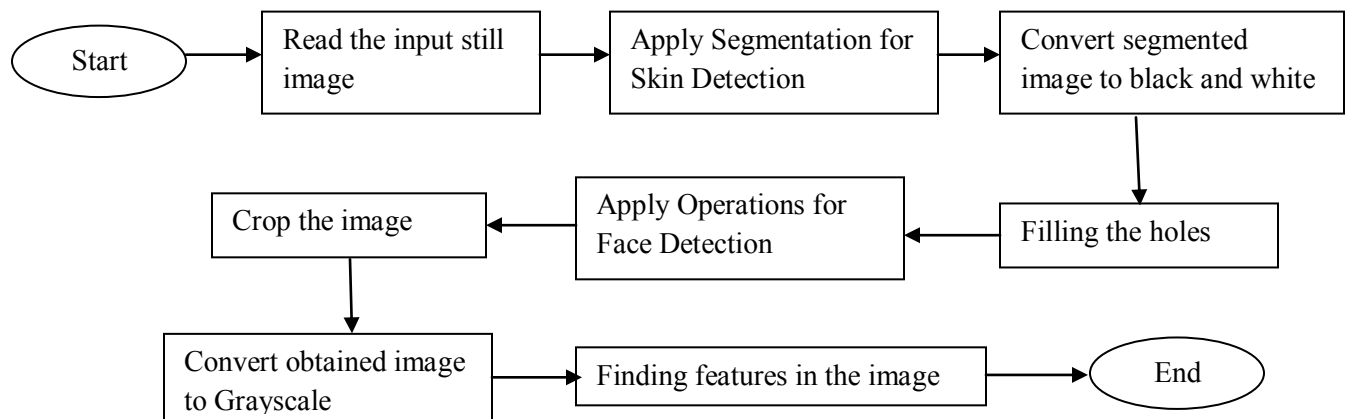 Start
Read the input still
image
Apply Segmentation for
Skin Detection
Convert segmented
image to black and white
Filling the holes
Apply Operations for
Face Detection
Crop the image
Convert obtained image
to Grayscale
Finding features in the image
End